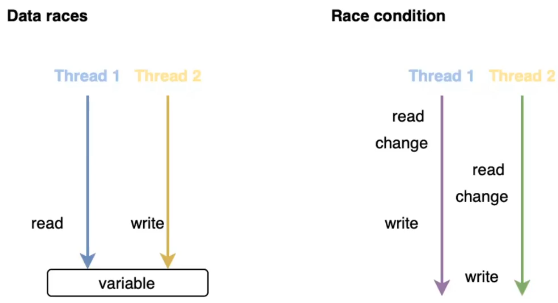 Data races
Thread 1 Thread 2
read write
variable
Race condition
Thread 1 Thread 2
read
change
read
change
write
write